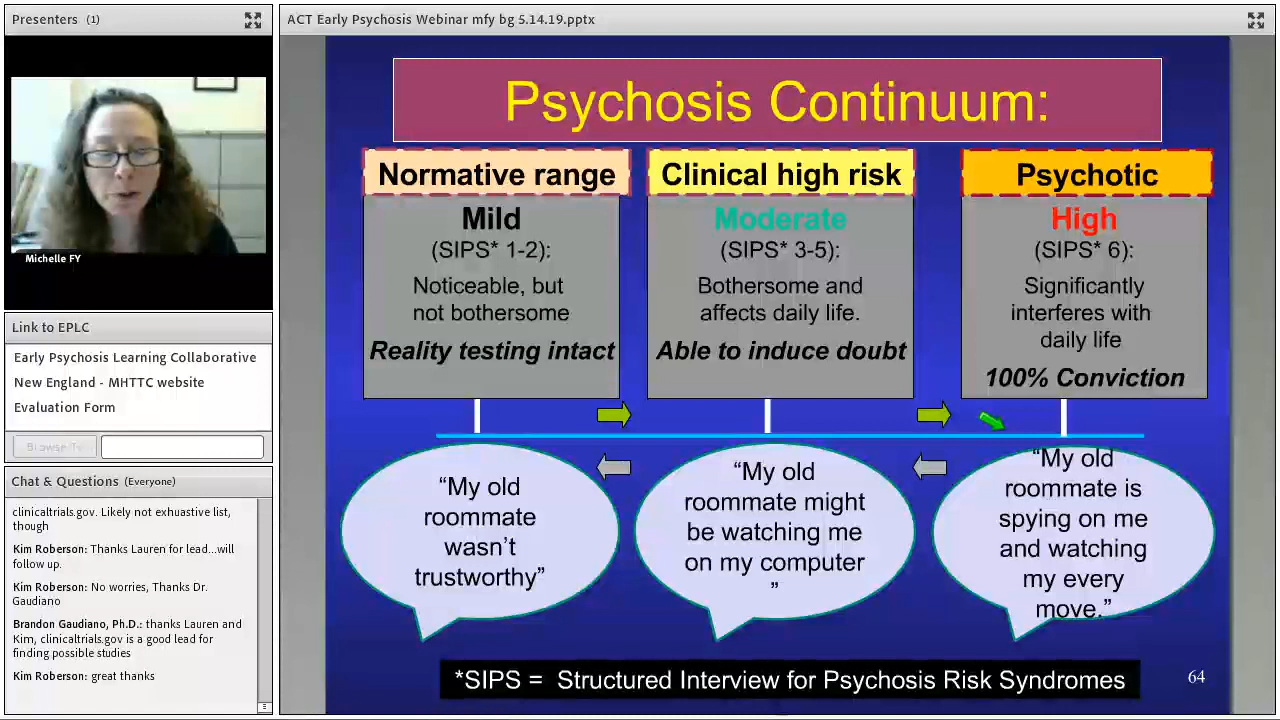 Presenters (1)
ACT Early Psychosis Webinar mfy bg 5.14.19.pptx
Michelle FY
Link to EPLC
Early Psychosis Learning Collaborative
New England - MHTTC website
Evaluation Form
Browse To
Chat & Questions (Everyone)
clinicaltrials.gov. Likely not exhuastive list,
though
Kim Roberson: Thanks Lauren for lead...will
follow up.
Kim Roberson: No worries, Thanks Dr.
Gaudiano
Brandon Gaudiano, Ph.D.: thanks Lauren and
Kim, clinicaltrials.gov is a good lead for
finding possible studies
Kim Roberson: great thanks
Psychosis Continuum:
Normative range
Mild
(SIPS* 1-2):
Noticeable, but
not bothersome
Reality testing intact
Clinical high risk
Moderate
(SIPS* 3-5):
Bothersome and
affects daily life.
Able to induce doubt
Psychotic
High
(SIPS* 6):
Significantly
interferes with
daily life
100% Conviction
“My old
roommate
wasn’t
trustworthy”
“My old
roommate might
be watching me
on my computer
”
“My old
roommate is
spying on me
and watching
my every
move.”
*SIPS = Structured Interview for Psychosis Risk Syndromes
64